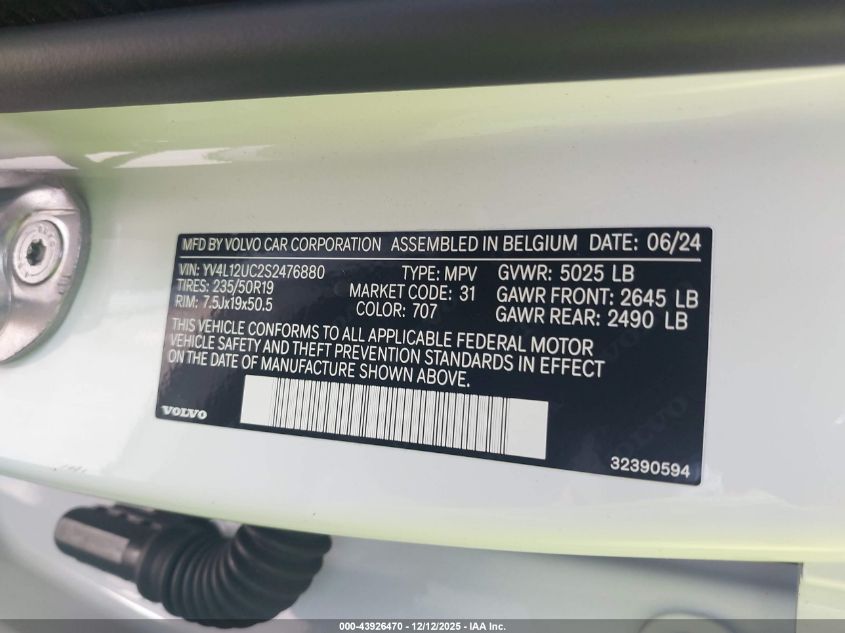 MFD BY VOLVO CAR CORPORATION ASSEMBLED IN BELGIUM DATE: 06/24
VIN: YV4L12UC2S2476880 TYPE: MPV GVWR: 5025 LB
TIRES: 235/50R19 MARKET CODE: 31 GAWR FRONT: 2645 LB
RIM: 7.5Jx19x50.5 COLOR: 707 GAWR REAR: 2490 LB
THIS VEHICLE CONFORMS TO ALL APPLICABLE FEDERAL MOTOR
VEHICLE SAFETY AND THEFT PREVENTION STANDARDS IN EFFECT
ON THE DATE OF MANUFACTURE SHOWN ABOVE.
VOLVO
32390594
000-43926470 - 12/12/2025 - IAA Inc.